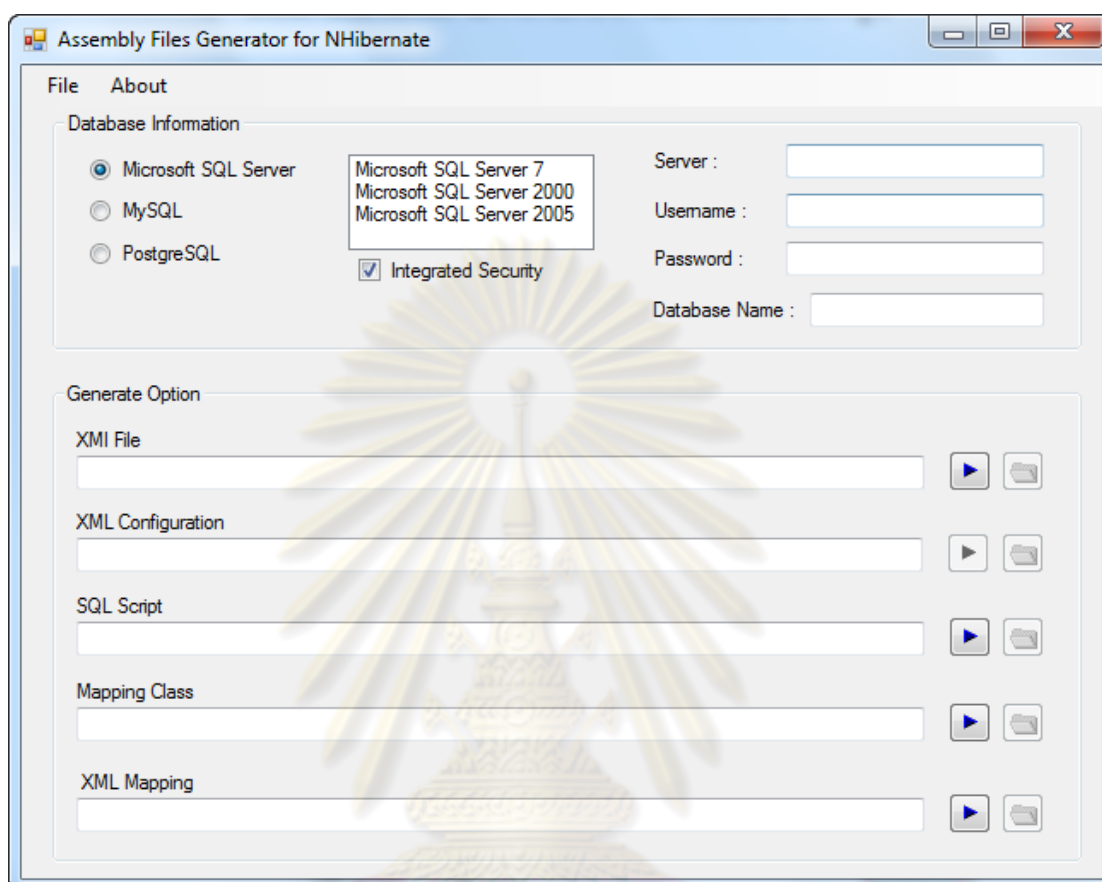 Assembly Files Generator for NHibernate
File About
Database Information
Microsoft SQL Server
MySQL
PostgreSQL
Microsoft SQL Server 7
Microsoft SQL Server 2000
Microsoft SQL Server 2005
Integrated Security
Server :
Username :
Password :
Database Name :
Generate Option
XMI File
XML Configuration
SQL Script
Mapping Class
XML Mapping